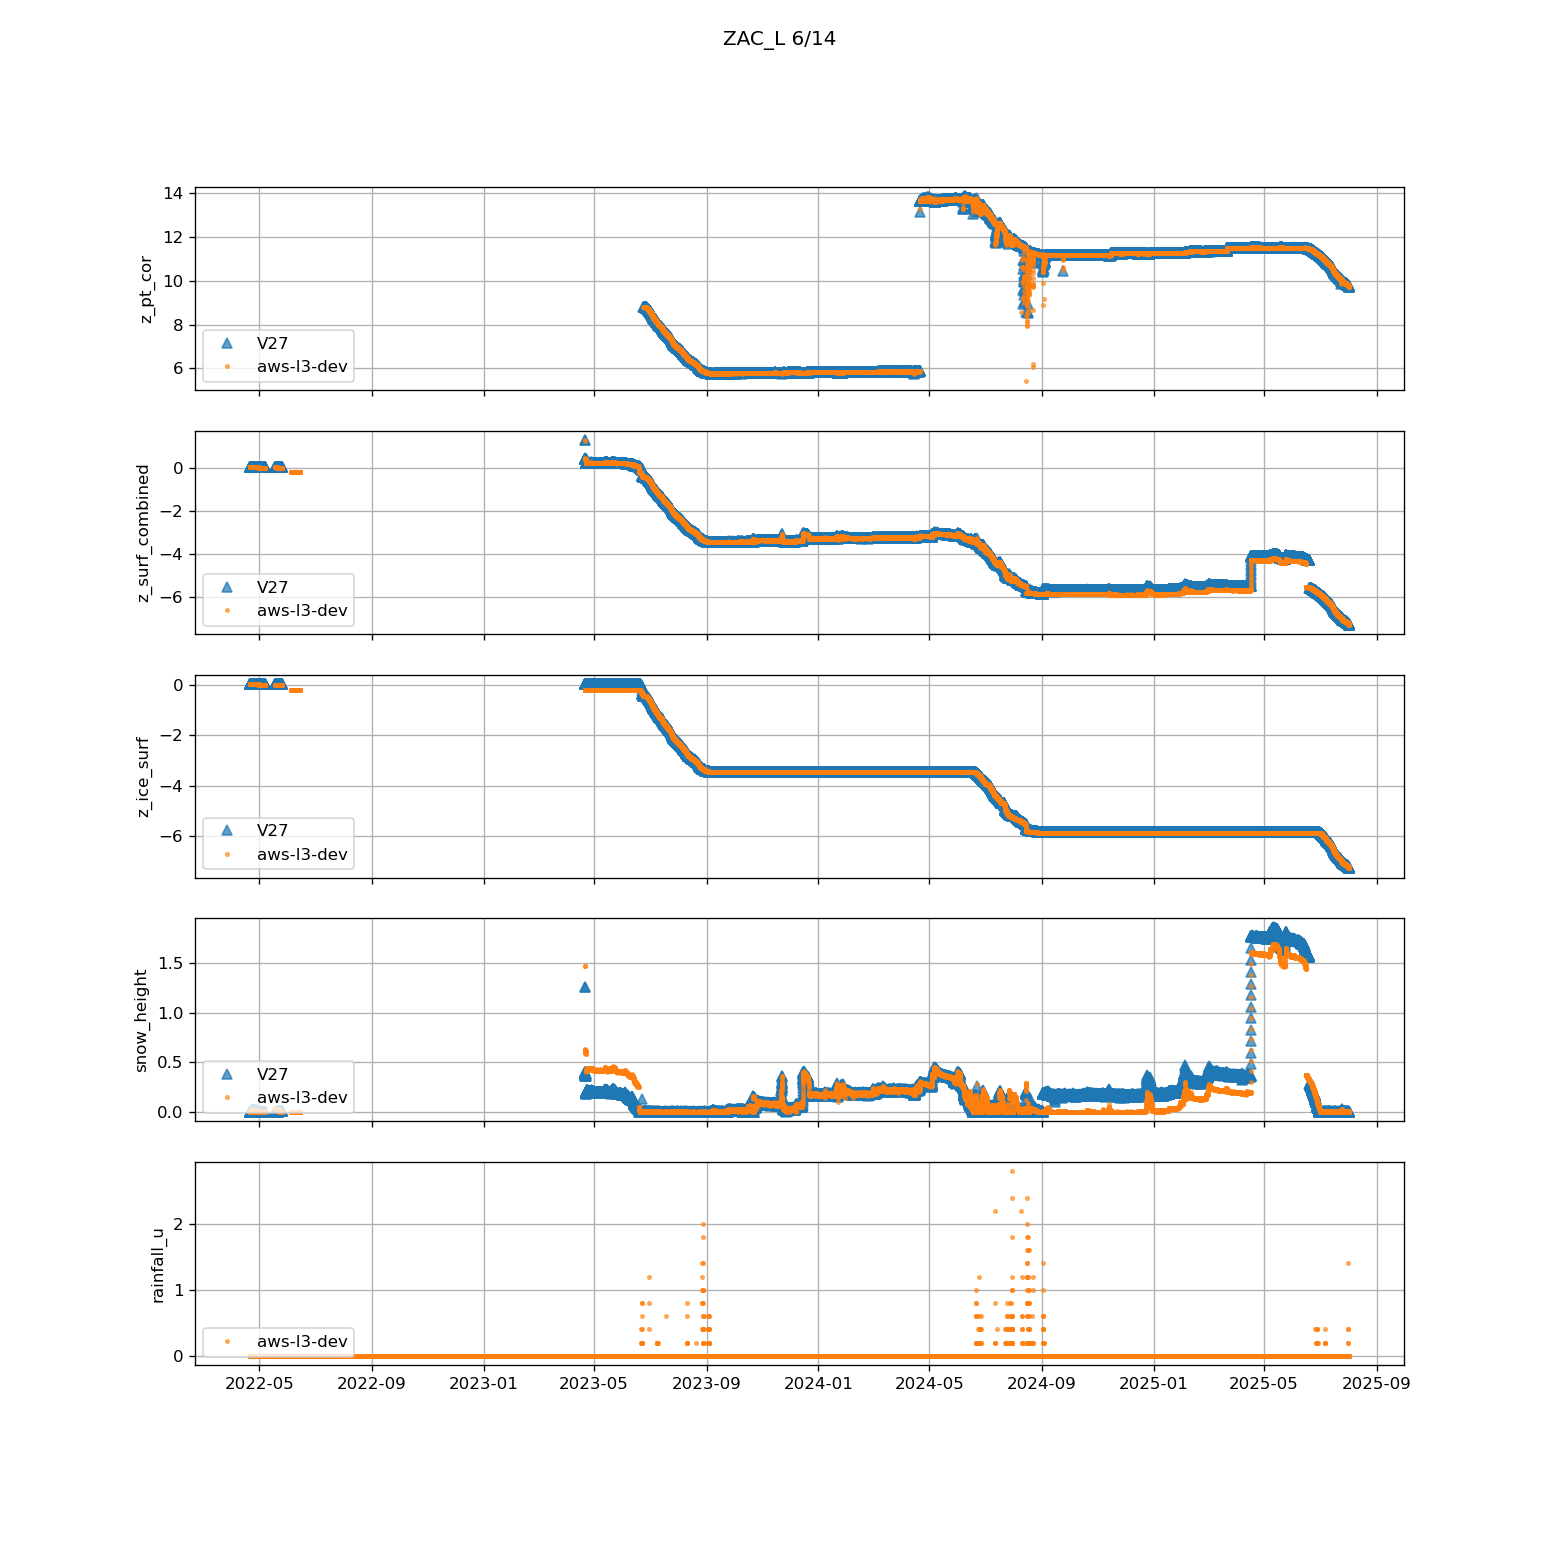 ZAC_L 6/14
14
12
10
8
6
z_pt_cor
V27
aws-l3-dev
0
−2
−4
−6
z_surf_combined
V27
aws-l3-dev
0
−2
−4
−6
z_ice_surf
V27
aws-l3-dev
1.5
1.0
0.5
0.0
snow_height
V27
aws-l3-dev
2
1
0
rainfall_u
aws-l3-dev
2022-05 2022-09 2023-01 2023-05 2023-09 2024-01 2024-05 2024-09 2025-01 2025-05 2025-09